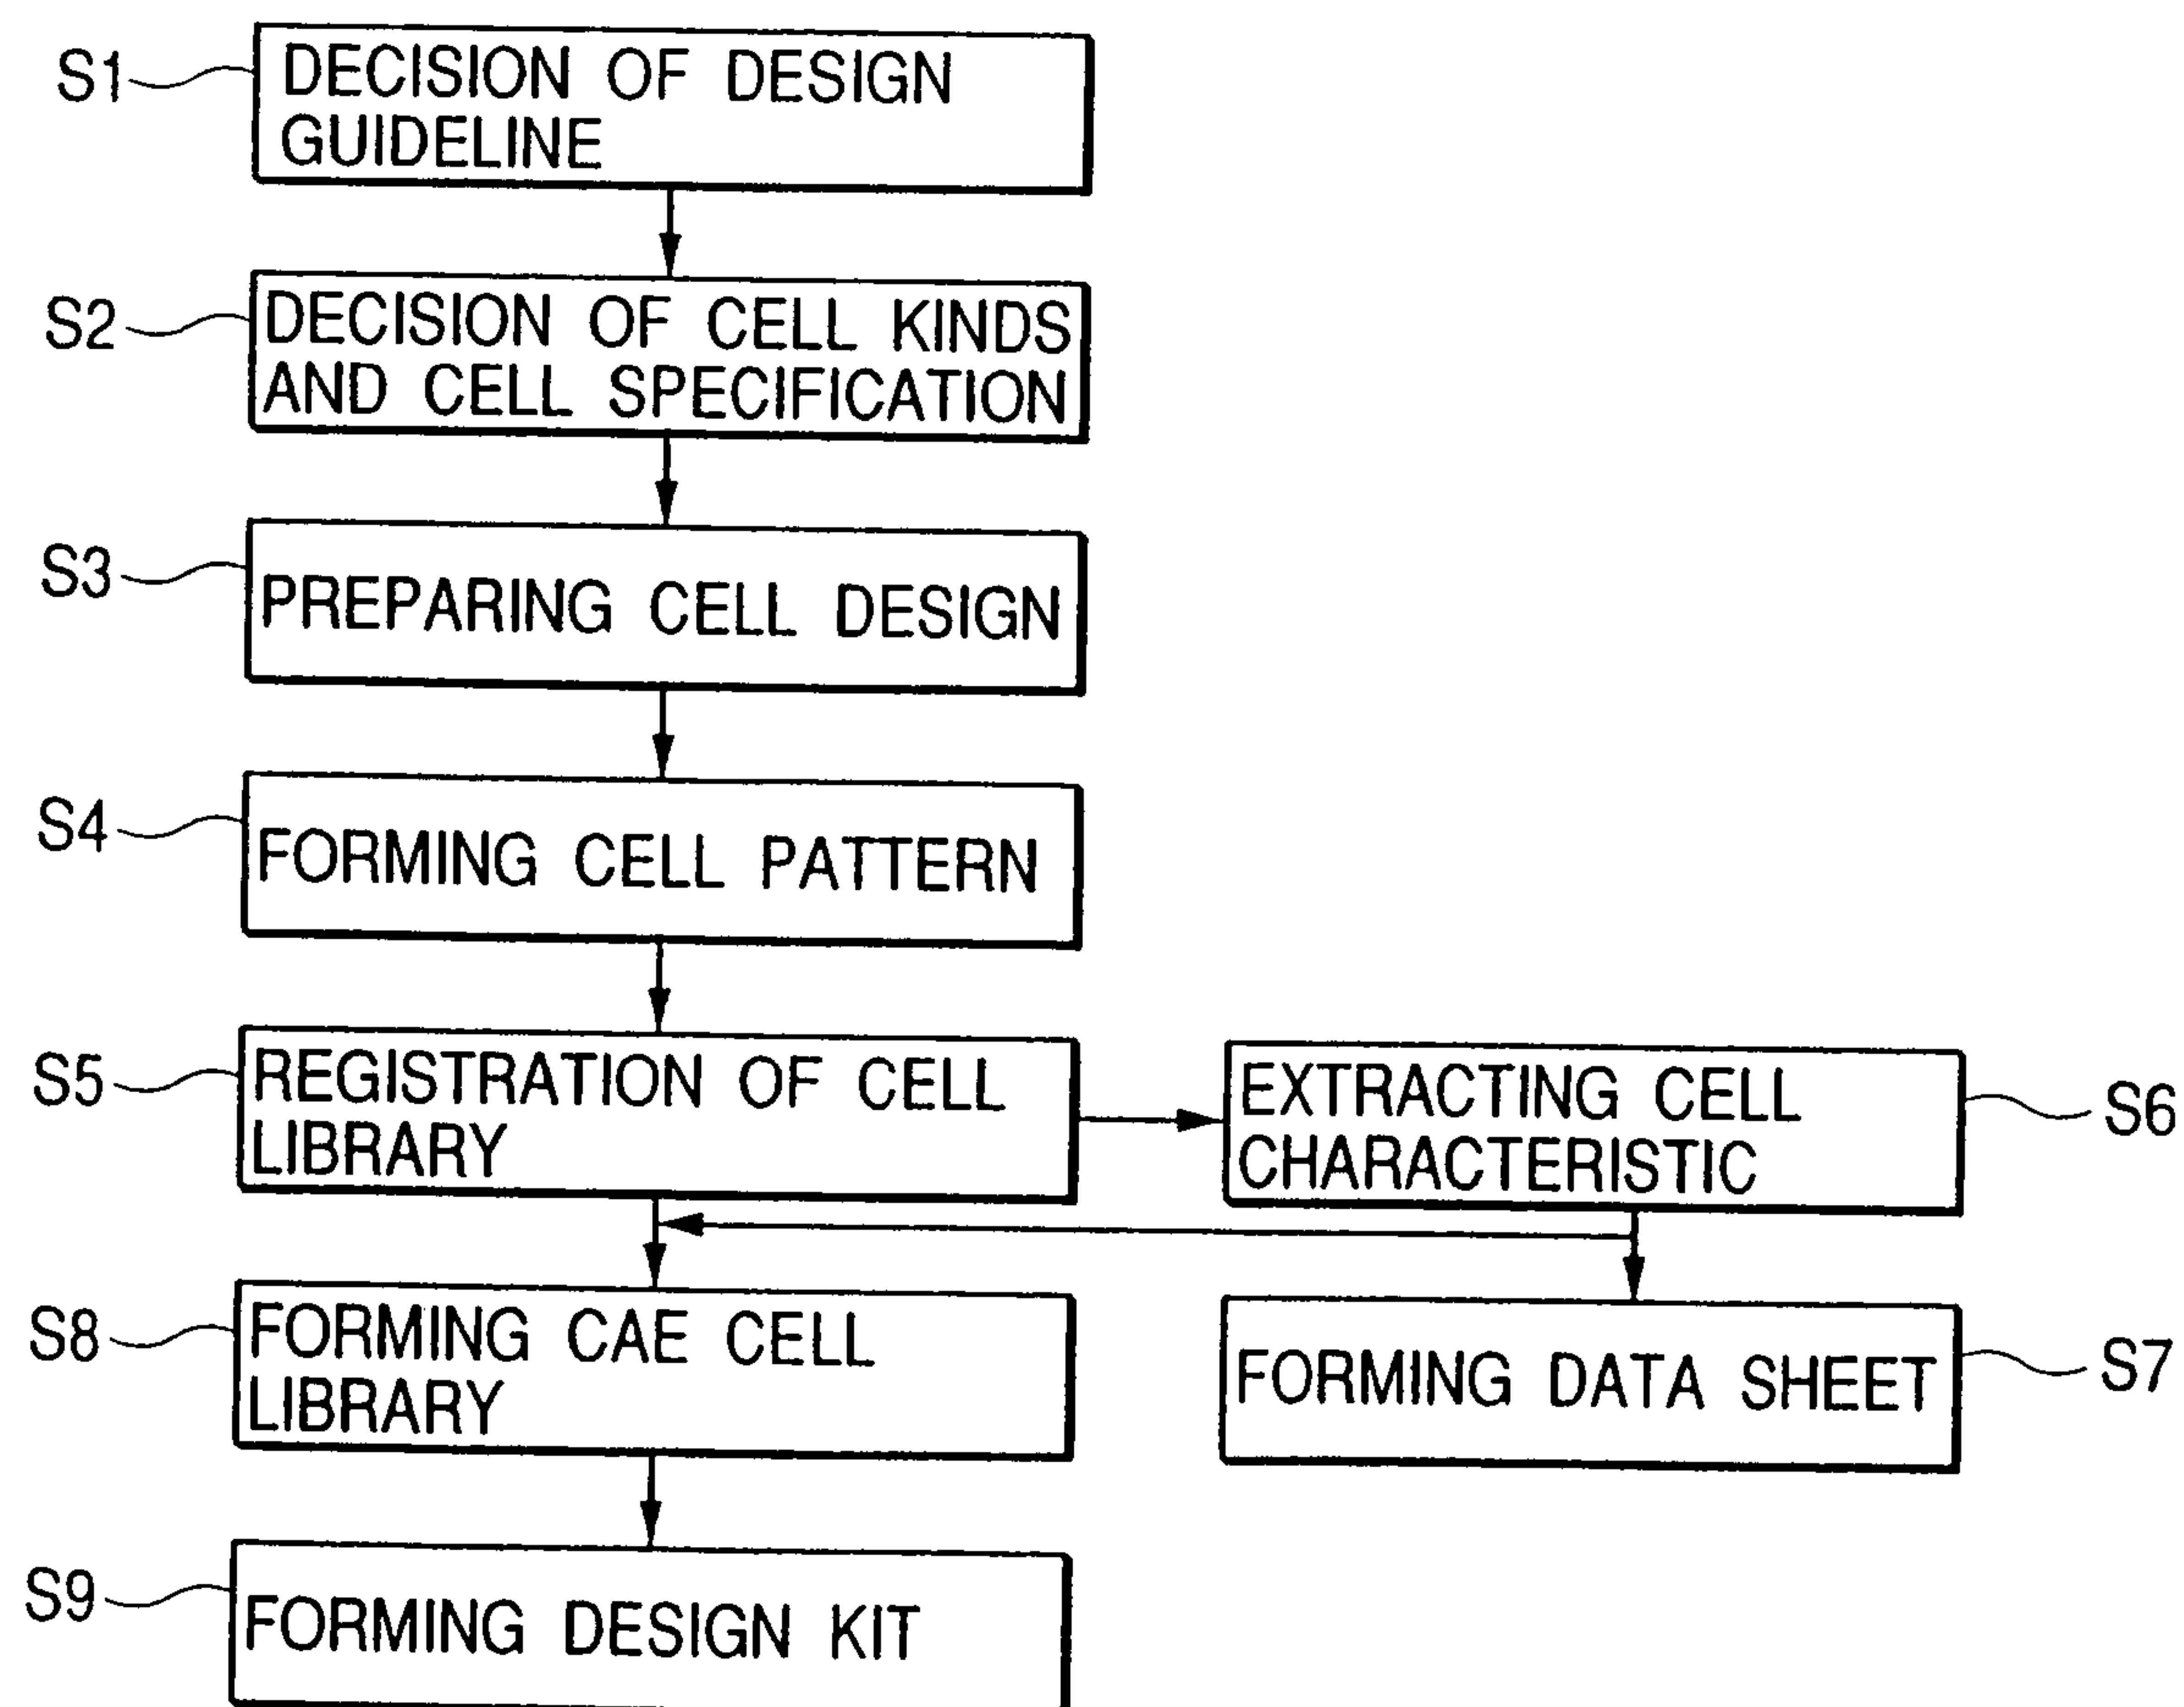 S1
DECISION OF DESIGN
GUIDELINE
S2
DECISION OF CELL KINDS
AND CELL SPECIFICATION
S3
PREPARING CELL DESIGN
S4
FORMING CELL PATTERN
S5
REGISTRATION OF CELL
LIBRARY
EXTRACTING CELL
CHARACTERISTIC
S6
S8
FORMING CAE CELL
LIBRARY
FORMING DATA SHEET
S7
S9
FORMING DESIGN KIT